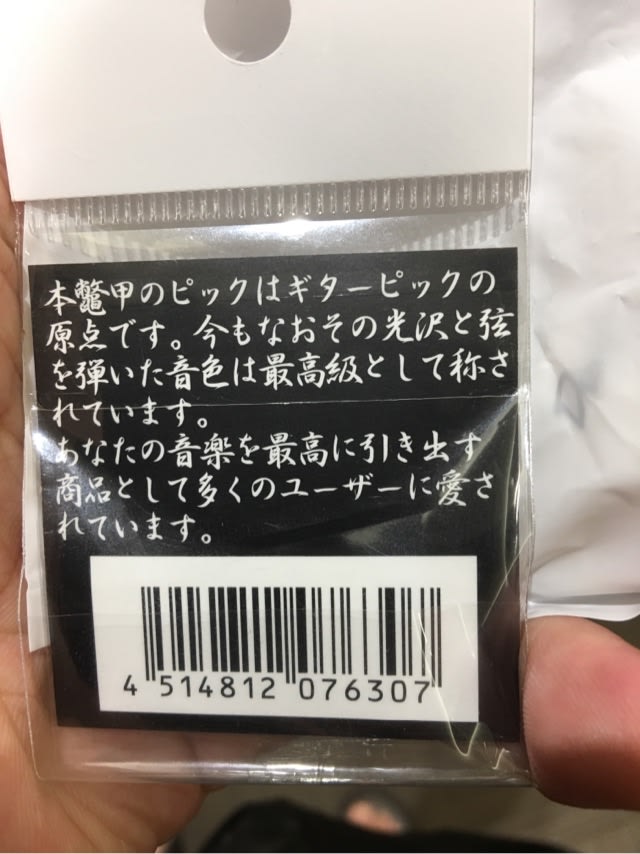 本鼈甲のピックはギターピックの
原点です。今もなおその光沢と弦
を弾いた音色は最高級として称さ
れています。
あなたの音楽を最高に引き出す
商品として多くのユーザーに愛さ
れています。
4 514812 076307